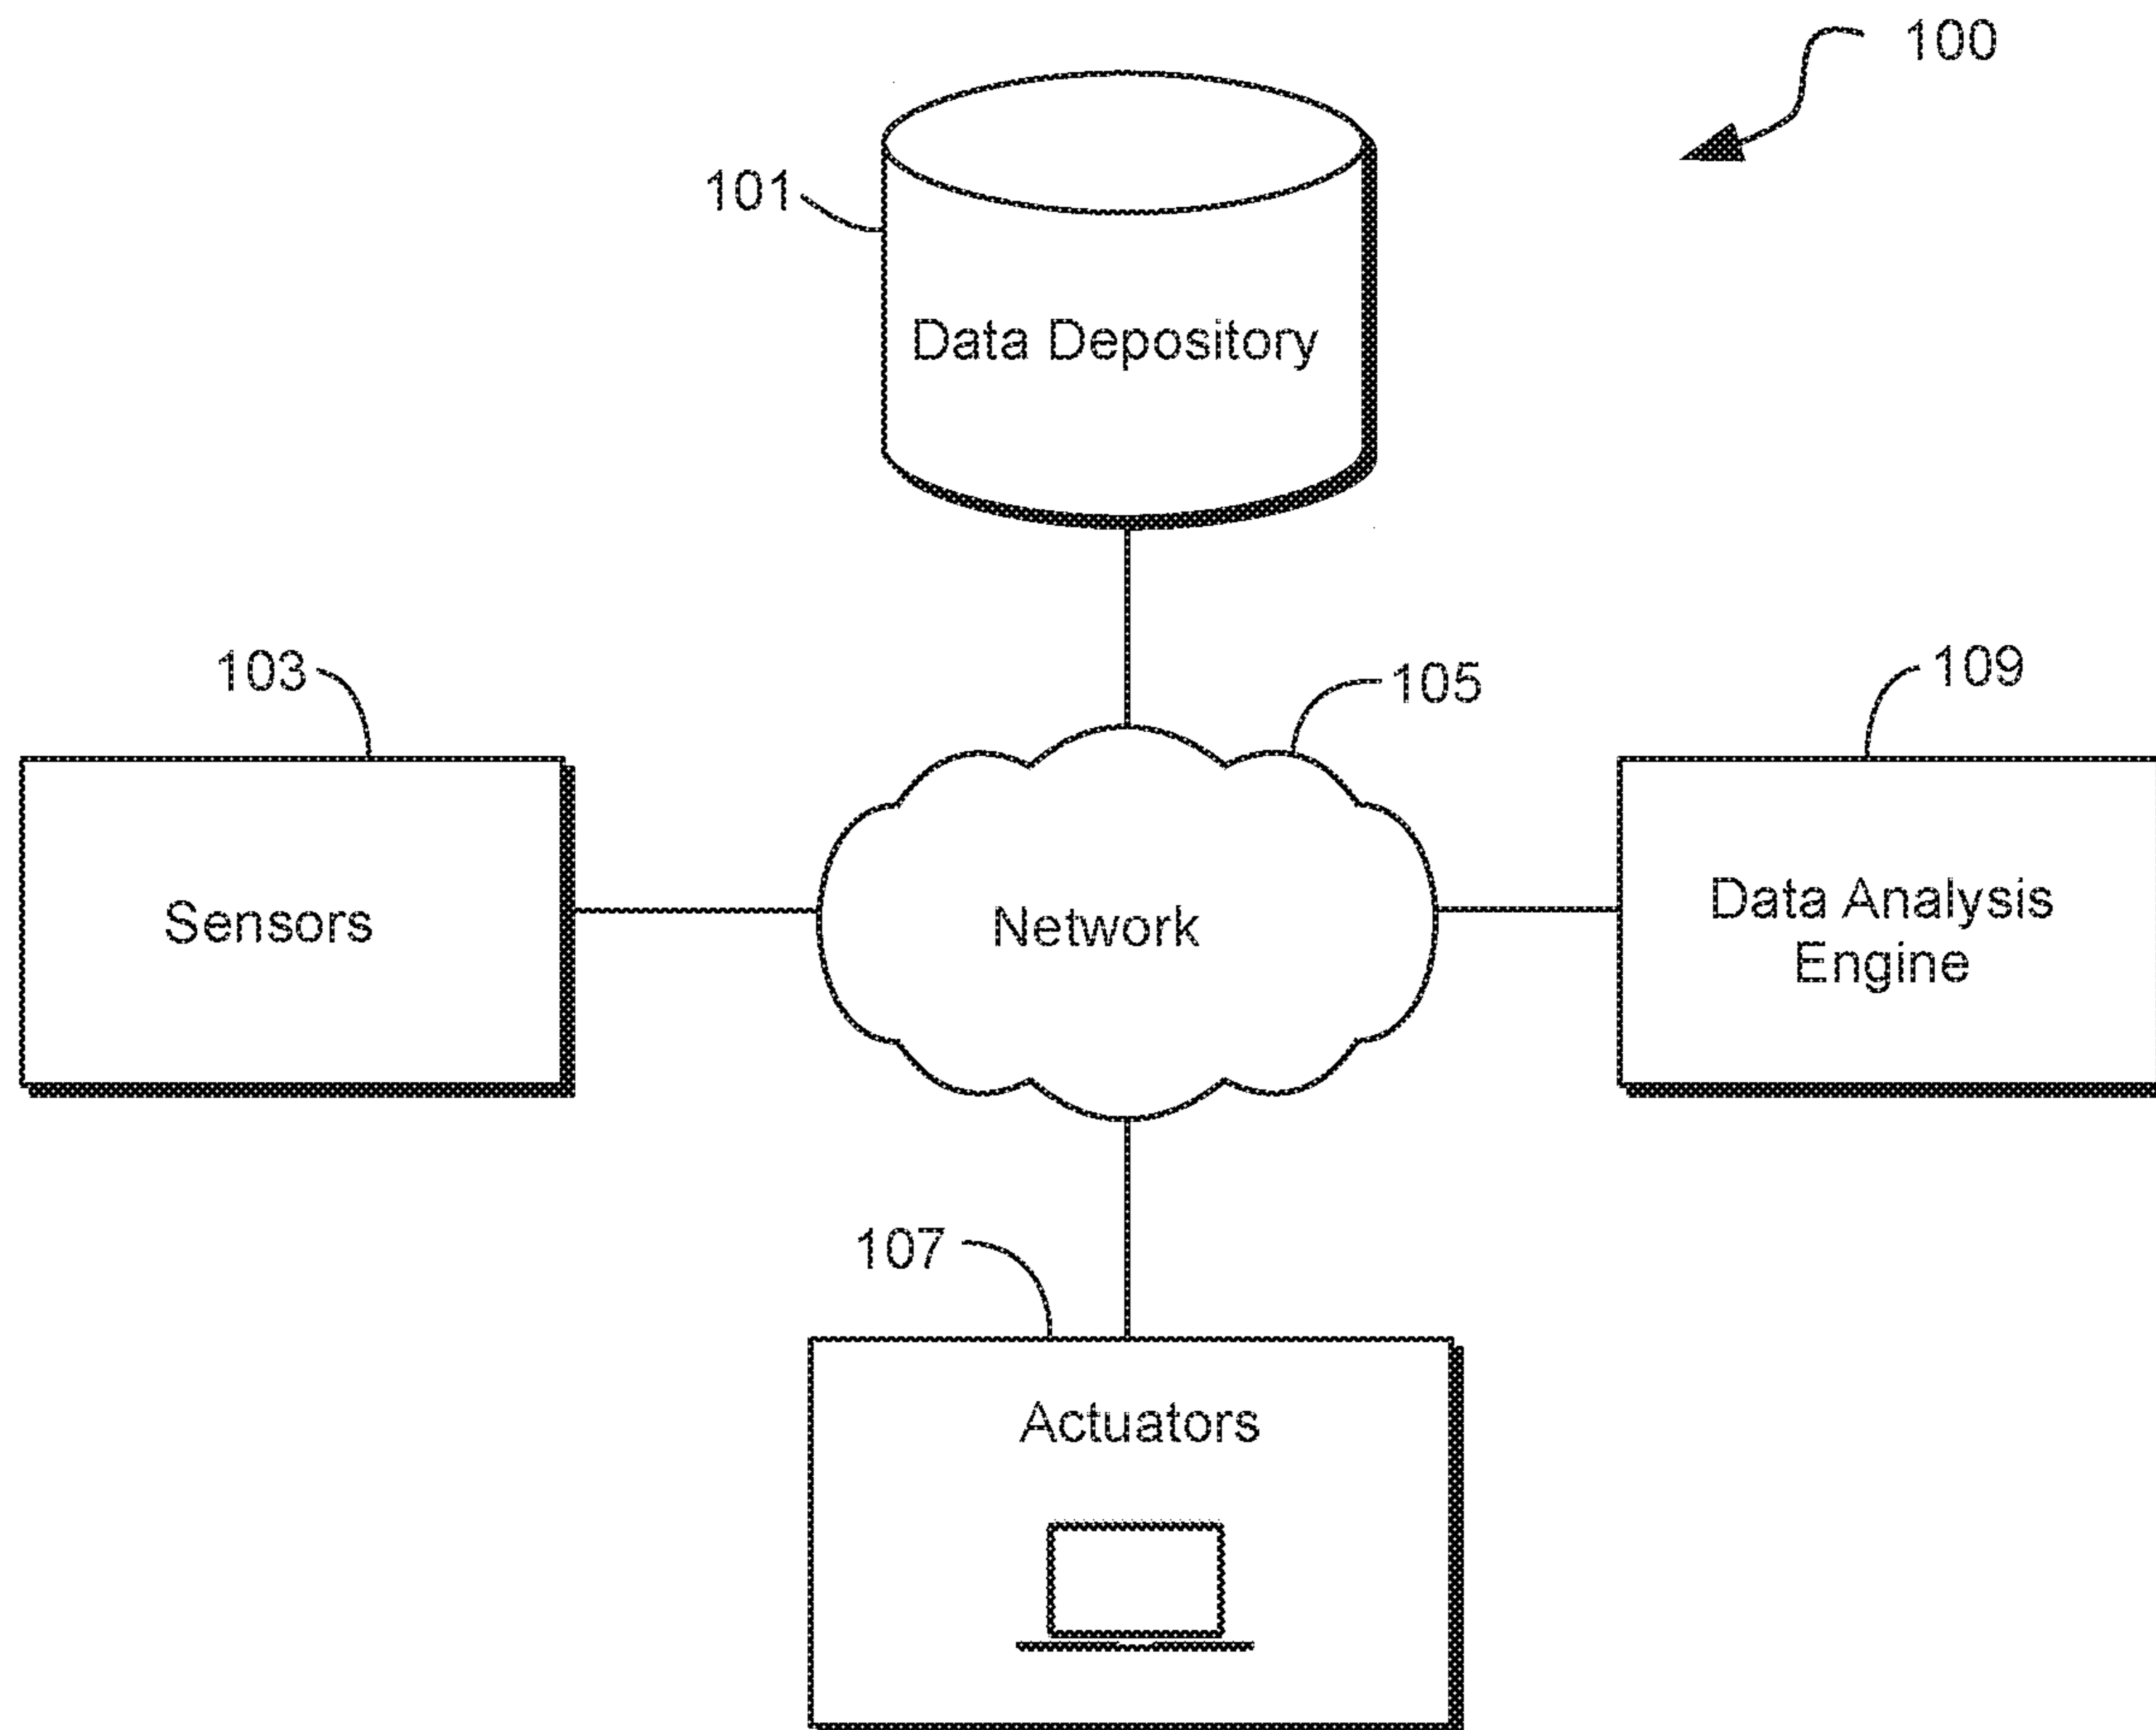 100
101
Data Depository
103
105
109
Sensors
Network
Data Analysis
Engine
107
Actuators